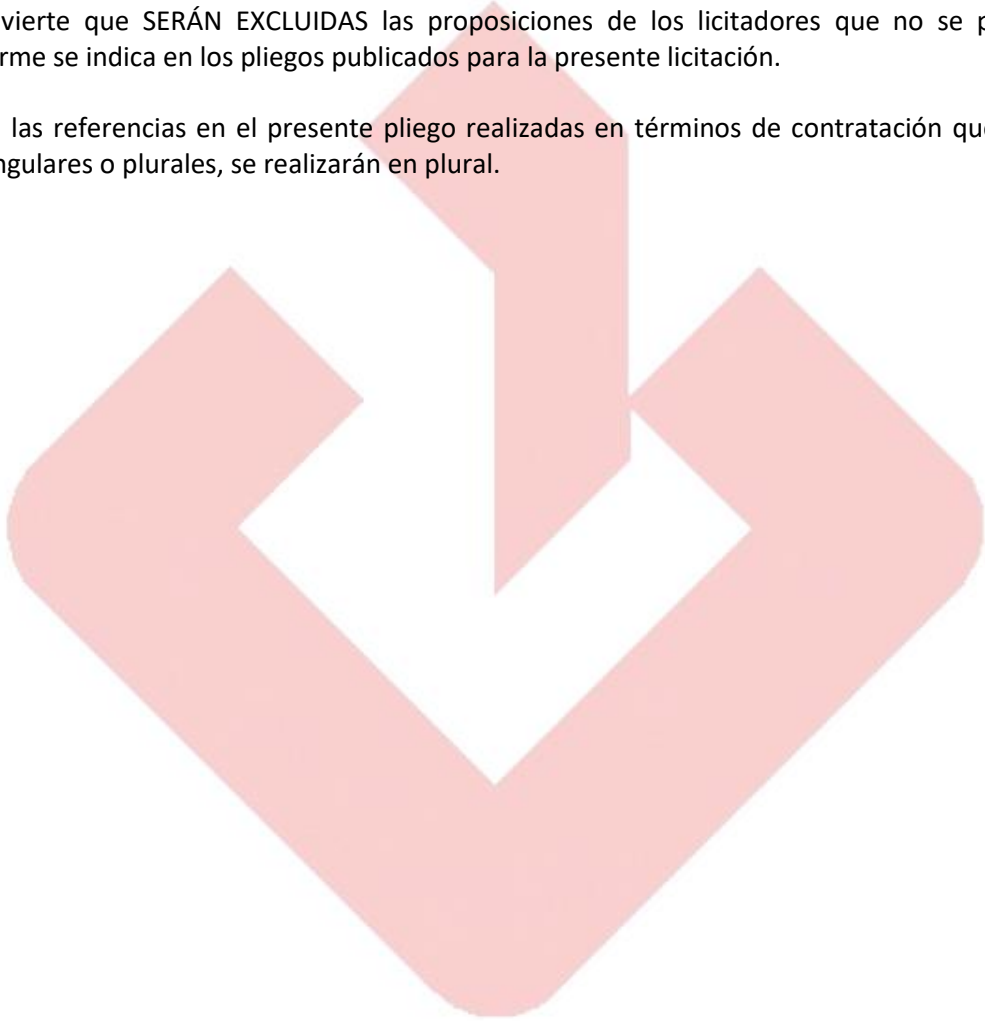 vierte que SERÁN EXCLUIDAS las proposiciones de los licitadores que no se p
rme se indica en los pliegos publicados para la presente licitación.
las referencias en el presente pliego realizadas en términos de contratación que
ngulares o plurales, se realizarán en plural.